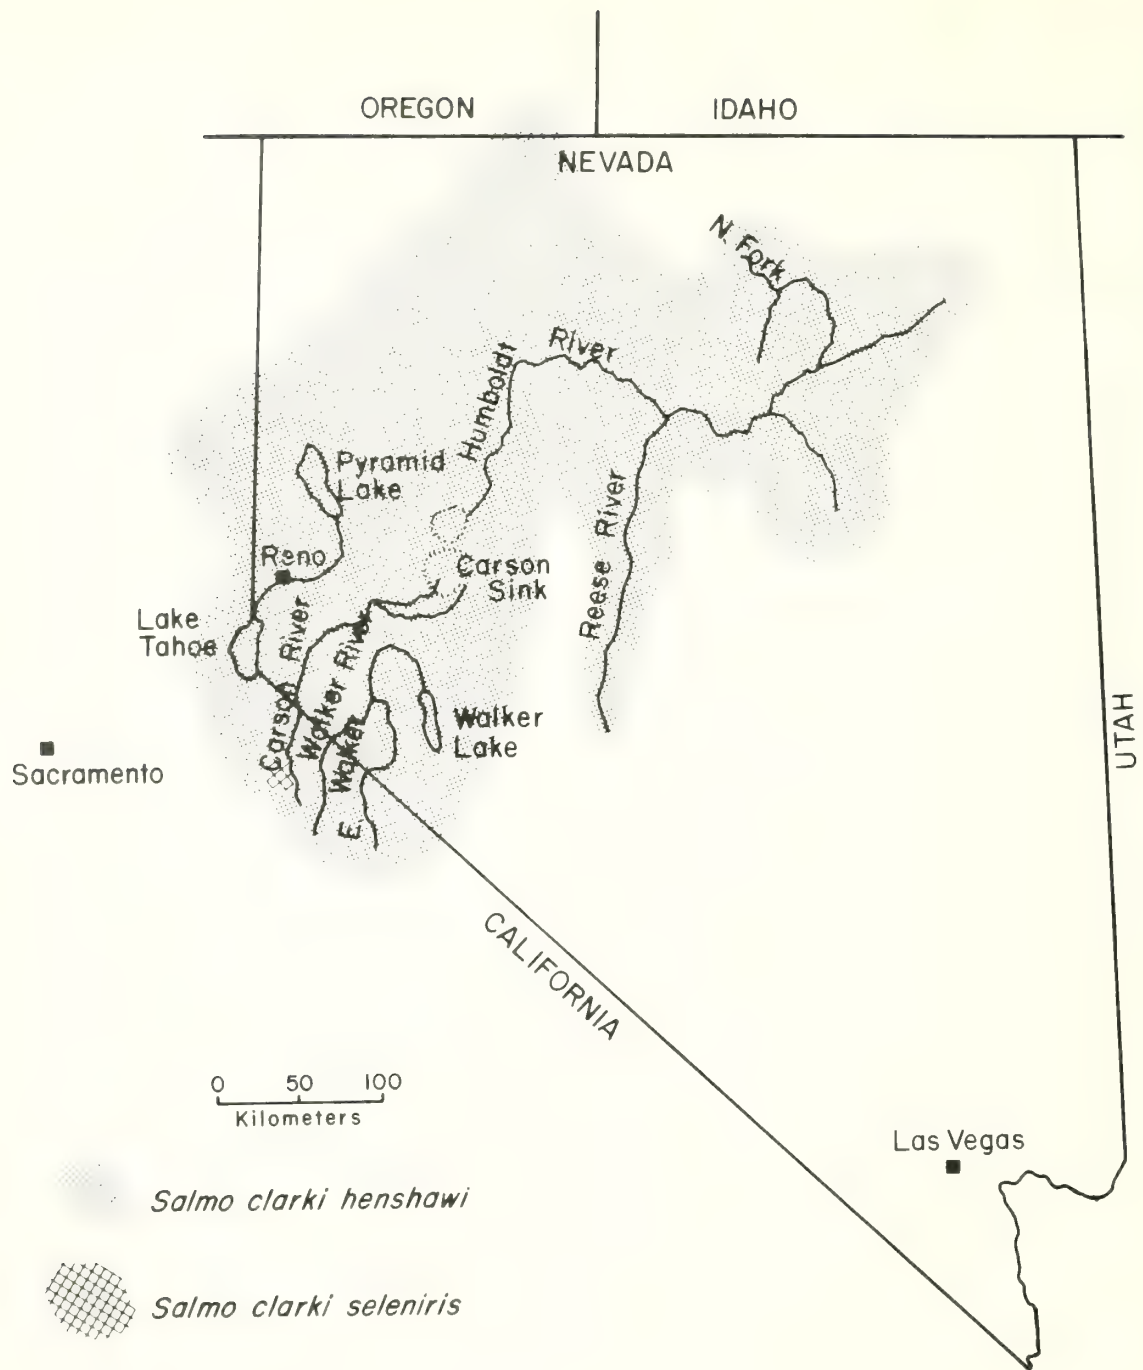 OREGON
IDAHO
NEVADA
N. Fork
Humboldt
River
Pyramid
Lake
Reno
Carson
Sink
Reese River
Lake
Tahoe
Carson River
Walker River
E. Walker
Walker
Lake
Sacramento
UTAH
CALIFORNIA
0 50 100
Kilometers
Las Vegas
Salmo clarki henshawi
Salmo clarki seleniris